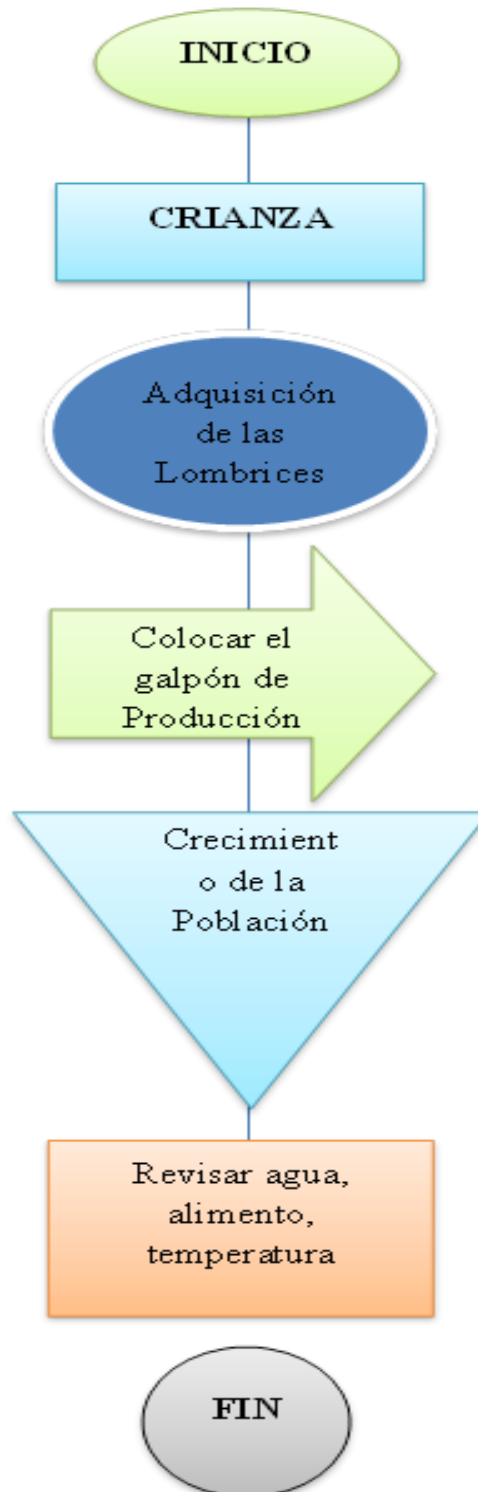 INICIO
CRIANZA
Adquisición
de las
Lombrices
Colocar el
galpón de
Producción
Crecimient
o de la
Población
Revisar agua,
alimento,
temperatura
FIN